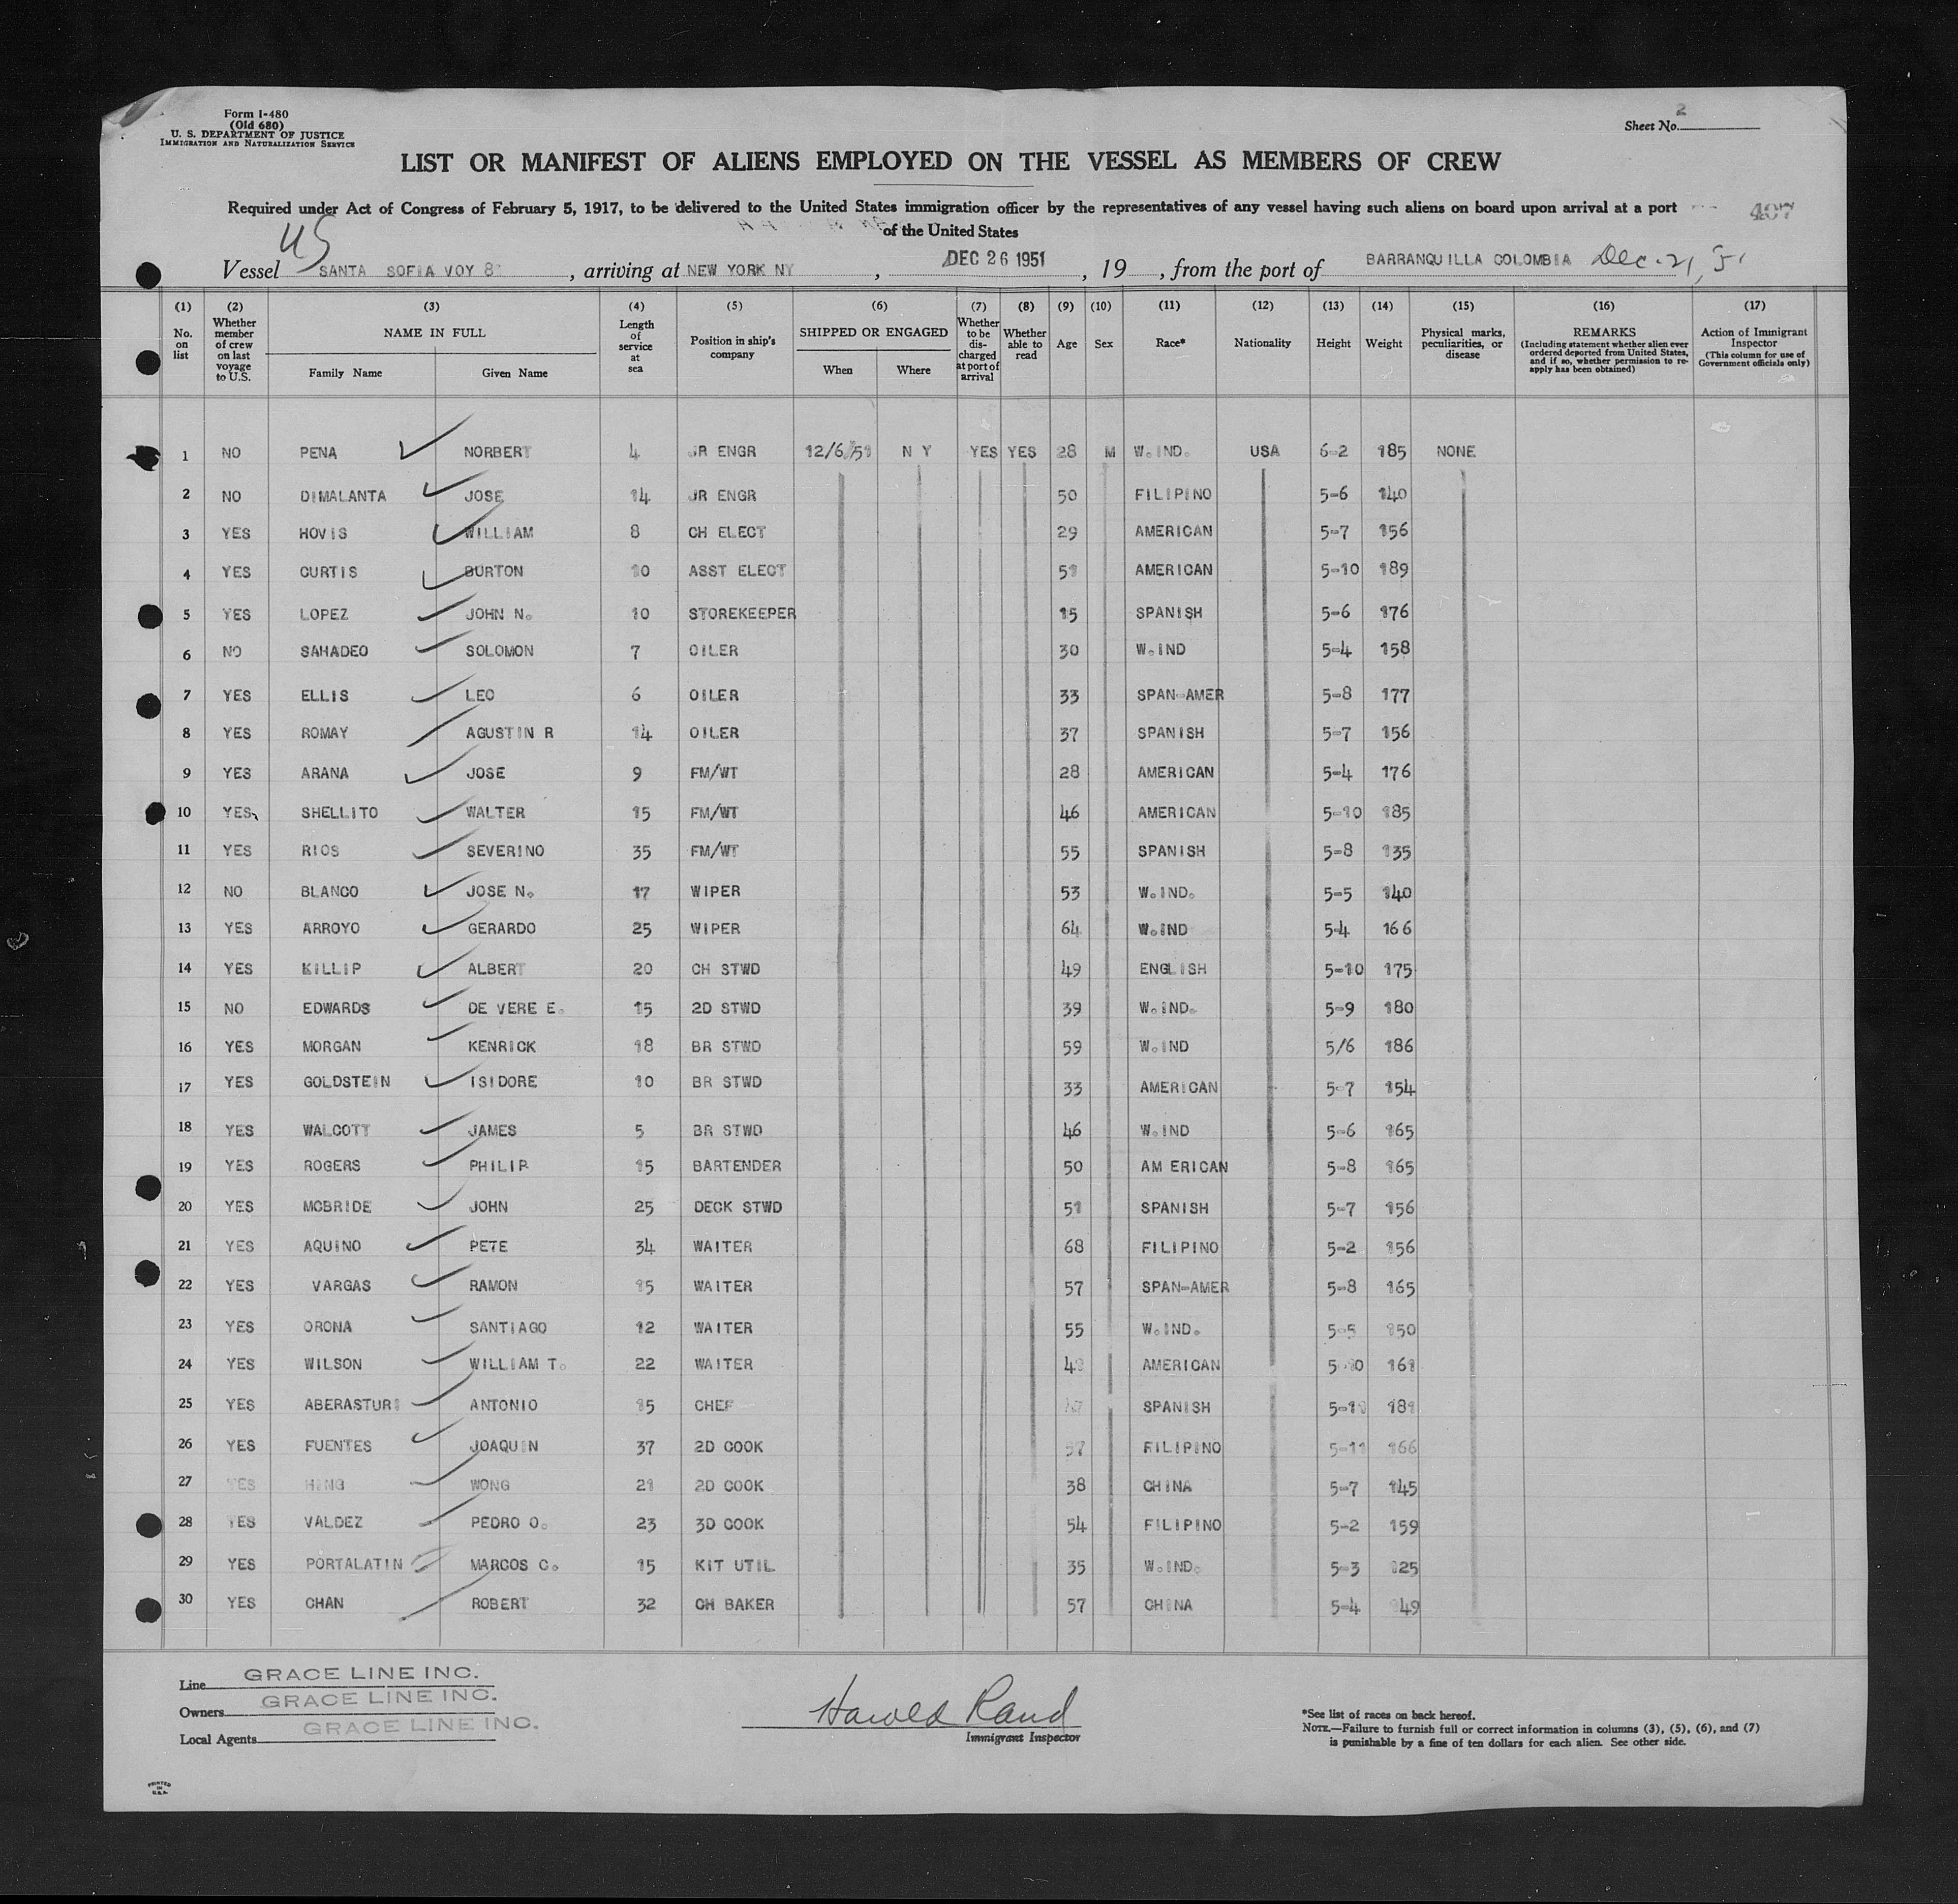 Form I-480
(Old 680)
U. S. DEPARTMENT OF JUSTICE
IMMIGRATION AND NATURALIZATION SERVICE
Sheet No. 2
LIST OR MANIFEST OF ALIENS EMPLOYED ON THE VESSEL AS MEMBERS OF CREW
Required under Act of Congress of February 5, 1917, to be delivered to the United States immigration officer by the representatives of any vessel having such aliens on board upon arrival at a port
407
of the United States
US
Vessel SANTA SOFIA VOY , arriving at NEW YORK NY , DEC 26 1951 , 19 , from the port of BARRANQUILLA COLOMBIA Dec. 21, 51
(1) (2) (3) (4) (5) (6) (7) (8) (9) (10) (11) (12) (13) (14) (15) (16) (17)
No. on list
Whether member of crew on last voyage to U.S.
NAME IN FULL
Family Name Given Name
Length of service at sea
Position in ship's company
SHIPPED OR ENGAGED
When Where
Whether to be discharged at port of arrival
Whether able to read
Age
Sex
Race*
Nationality
Height
Weight
Physical marks, peculiarities, or disease
REMARKS
(Including statement whether alien ever ordered deported from United States, and if so, whether permission to reapply has been obtained)
Action of Immigrant Inspector
(This column for use of Government officials only)
1 NO PENA NORBERT 4 JR ENGR 12/6/51 N Y YES YES 28 M W.IND. USA 6-2 185 NONE
2 NO DIMALANTA JOSE 14 JR ENGR 50 FILIPINO 5-6 140
3 YES HOVIS WILLIAM 8 CH ELECT 29 AMERICAN 5-7 156
4 YES CURTIS BURTON 10 ASST ELECT 51 AMERICAN 5-10 189
5 YES LOPEZ JOHN N. 10 STOREKEEPER 15 SPANISH 5-6 176
6 NO SAHADEO SOLOMON 7 OILER 30 W.IND 5-4 158
7 YES ELLIS LEO 6 OILER 33 SPAN-AMER 5-8 177
8 YES ROMAY AGUSTIN R 14 OILER 37 SPANISH 5-7 156
9 YES ARANA JOSE 9 FM/WT 28 AMERICAN 5-4 176
10 YES SHELLITO WALTER 15 FM/WT 46 AMERICAN 5-10 185
11 YES RIOS SEVERINO 35 FM/WT 55 SPANISH 5-8 135
12 NO BLANCO JOSE N. 17 WIPER 53 W.IND. 5-5 140
13 YES ARROYO GERARDO 25 WIPER 64 W.IND 5-4 166
14 YES KILLIP ALBERT 20 CH STWD 49 ENGLISH 5-10 175
15 NO EDWARDS DE VERE E. 15 2D STWD 39 W.IND. 5-9 180
16 YES MORGAN KENRICK 18 BR STWD 59 W.IND 5/6 186
17 YES GOLDSTEIN ISIDORE 10 BR STWD 33 AMERICAN 5-7 154
18 YES WALCOTT JAMES 5 BR STWD 46 W.IND 5-6 165
19 YES ROGERS PHILIP 15 BARTENDER 50 AM ERICAN 5-8 165
20 YES MCBRIDE JOHN 25 DECK STWD 51 SPANISH 5-7 156
21 YES AQUINO PETE 34 WAITER 68 FILIPINO 5-2 156
22 YES VARGAS RAMON 15 WAITER 57 SPAN-AMER 5-8 165
23 YES ORONA SANTIAGO 12 WAITER 55 W.IND. 5-5 150
24 YES WILSON WILLIAM T. 22 WAITER AMERICAN 5-10 161
25 YES ABERASTURI ANTONIO 15 CHEF SPANISH 5-11 181
26 YES FUENTES JOAQUIN 37 2D COOK 57 FILIPINO 5-11 166
27 YES HING WONG 21 2D COOK 38 CHINA 5-7 145
28 YES VALDEZ PEDRO O. 23 3D COOK 54 FILIPINO 5-2 159
29 YES PORTALATIN MARCOS C. 15 KIT UTIL 35 W.IND. 5-3 125
30 YES CHAN ROBERT 32 CH BAKER 57 CHINA 5-4 149
Line GRACE LINE INC.
Owners GRACE LINE INC.
Local Agents GRACE LINE INC.
Harold Rand
Immigrant Inspector
*See list of races on back hereof.
NOTE.—Failure to furnish full or correct information in columns (3), (5), (6), and (7)
is punishable by a fine of ten dollars for each alien. See other side.
PRINTED IN U.S.A.